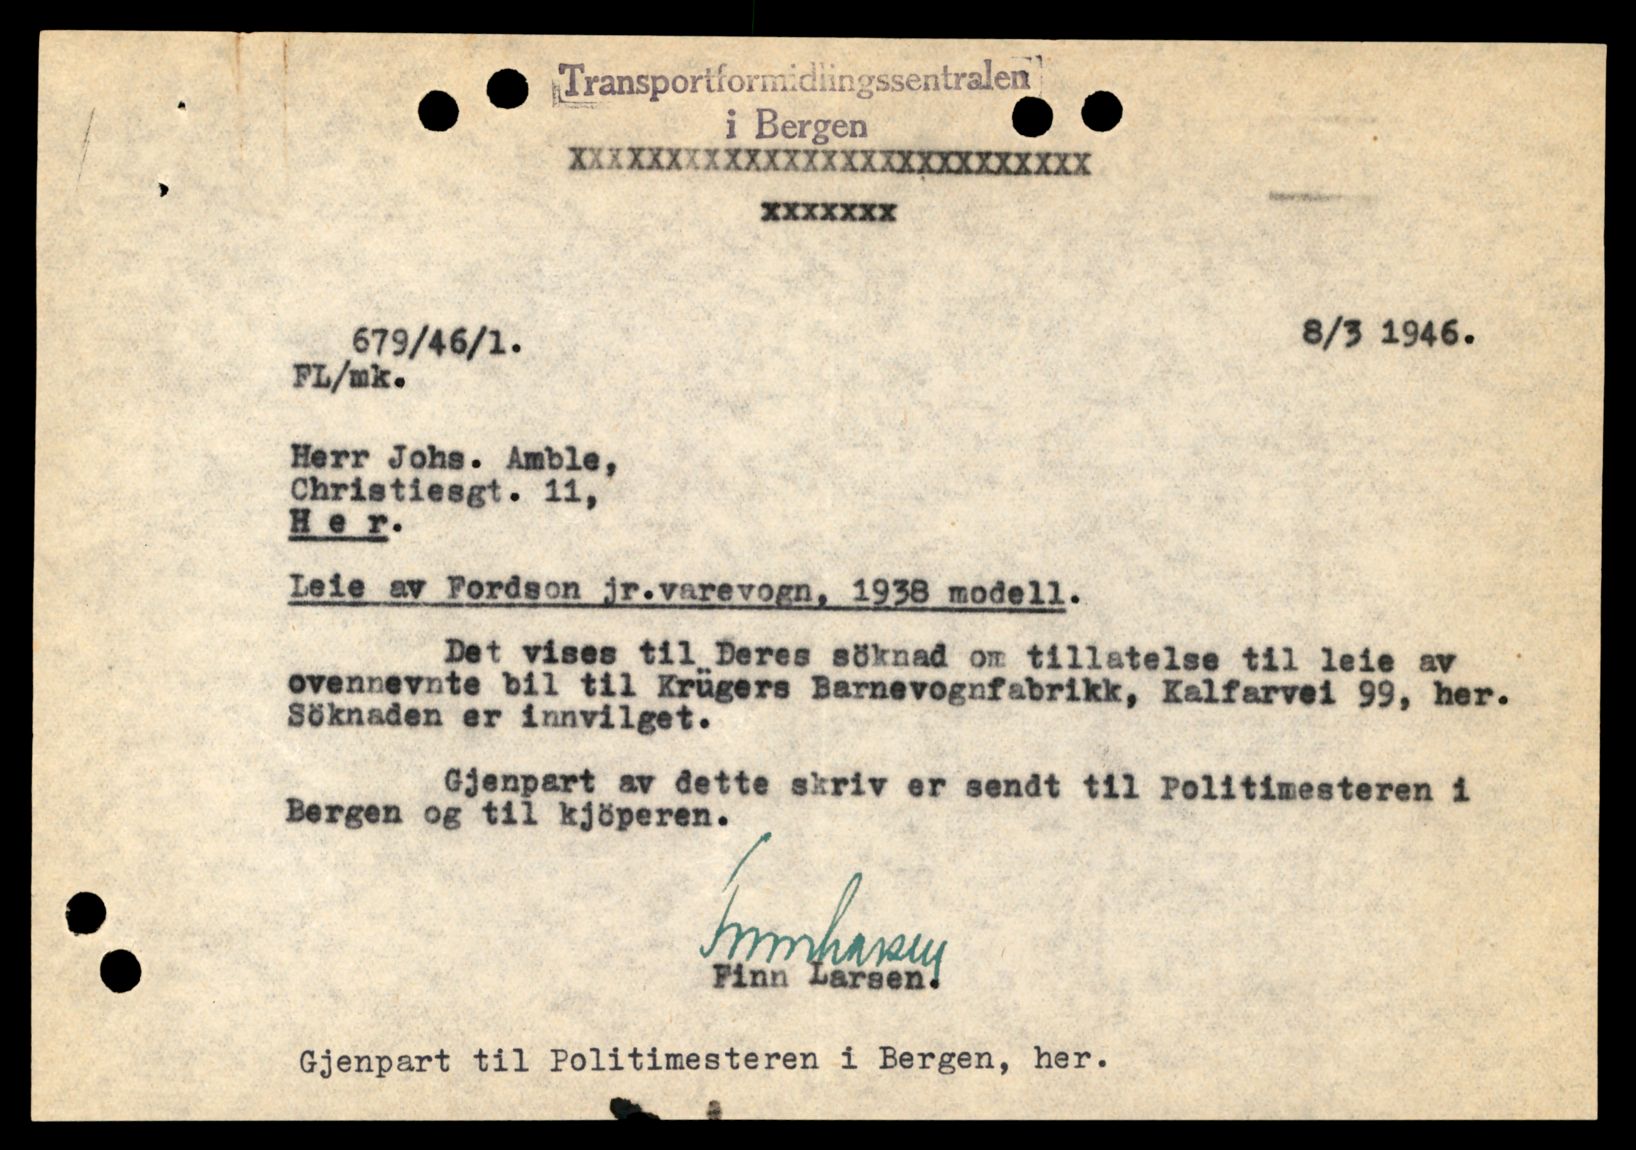 Transportformidlingssentralen
i Bergen
XXXXXXXXXXXXXXXXXXXXXXXXXXX
xxxxxxx
679/46/1.
8/3 1946.
FL/mk.
Herr Johs. Amble,
Christiesgt. 11,
H e r.
Leie av Fordson jr.varevogn, 1938 modell.
Det vises til Deres söknad om tillatelse til leie av
ovennevnte bil til Krügers Barnevognfabrikk, Kalfarvei 99, her.
Söknaden er innvilget.
Gjenpart av dette skriv er sendt til Politimesteren i
Bergen og til kjöperen.
Finn Larsen
Finn Larsen.
Gjenpart til Politimesteren i Bergen, her.